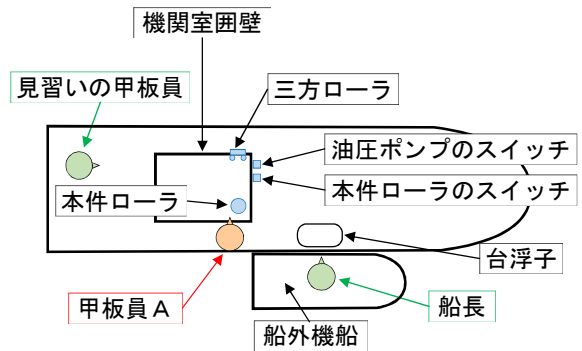 機関室囲壁
見習いの甲板員
三方ローラ
油圧ポンプのスイッチ
本件ローラのスイッチ
本件ローラ
台浮子
甲板員A
船長
船外機船